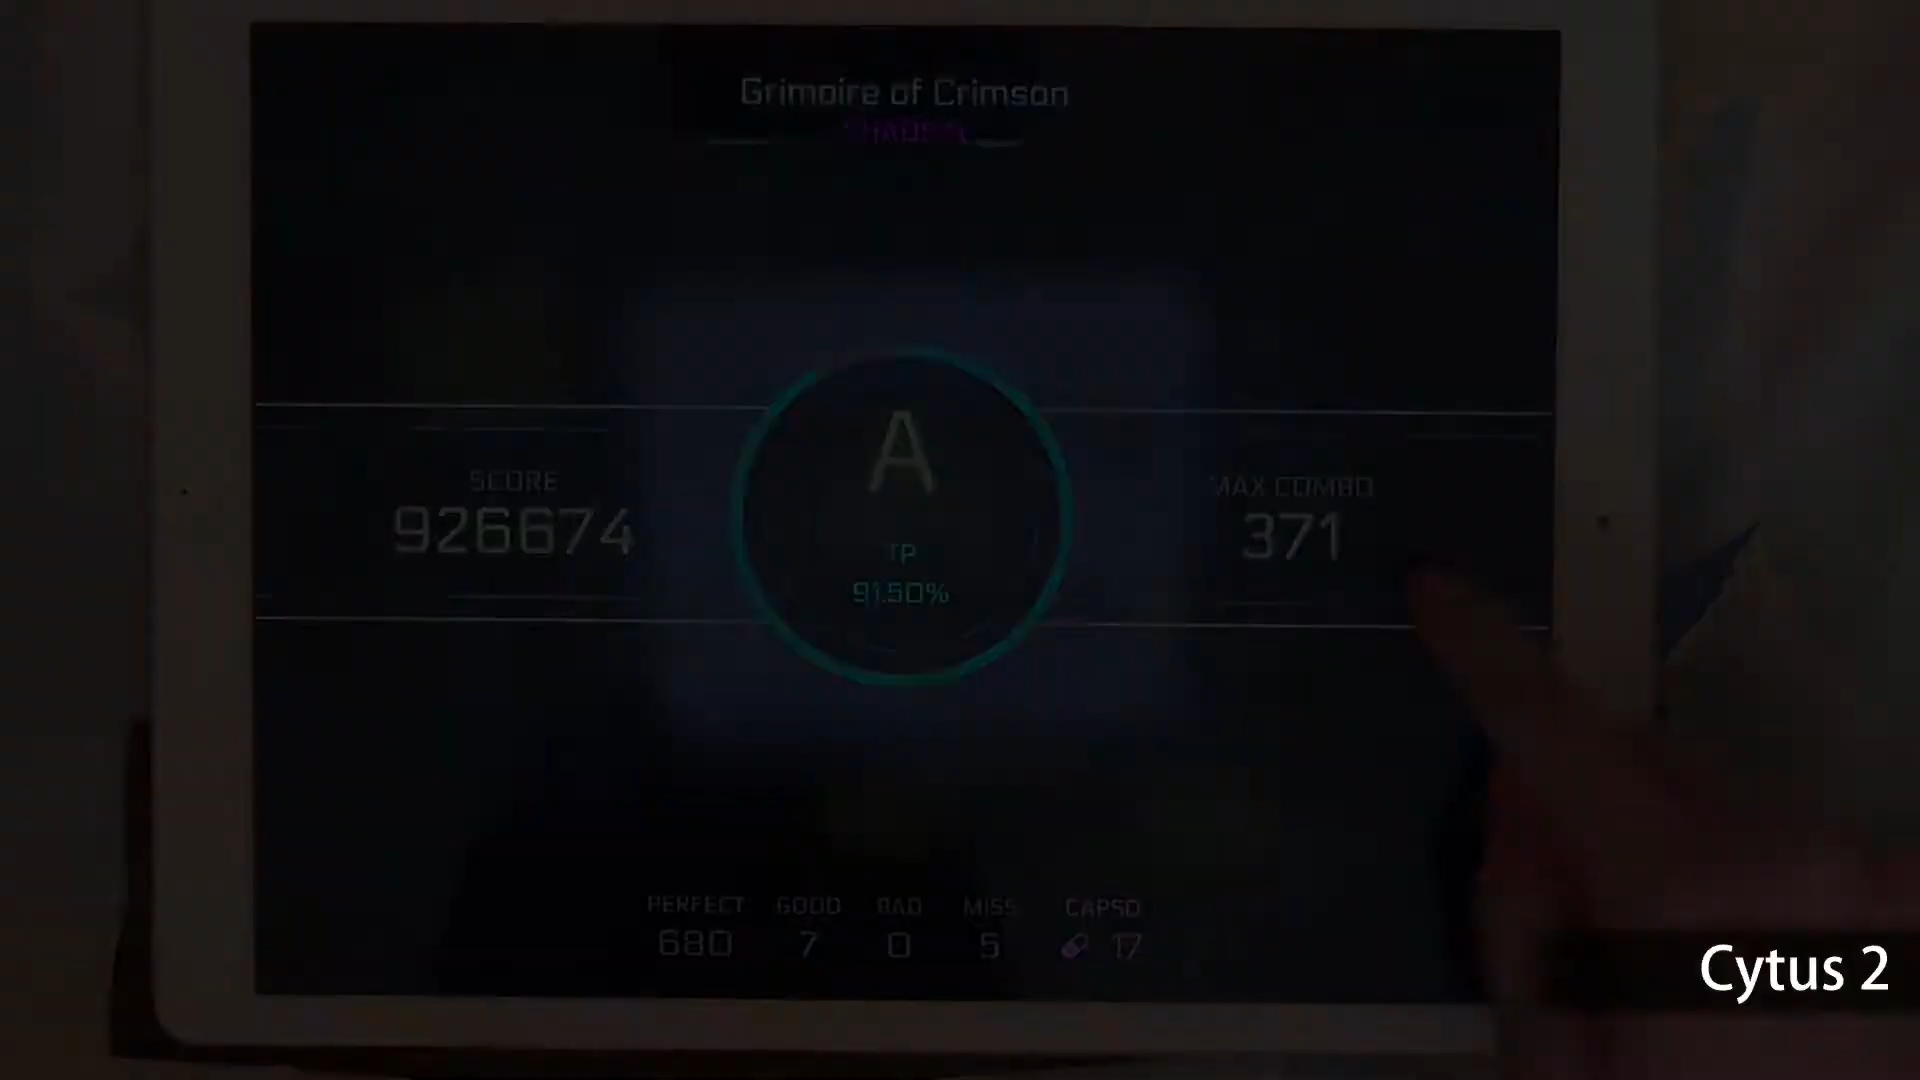 Grimoire of Crimson
SCORE
926674
A
TP
91.50%
MAX COMBO
371
PERFECT GOOD BAD MISS CAPSO
680 7 0 5 17
Cytus 2